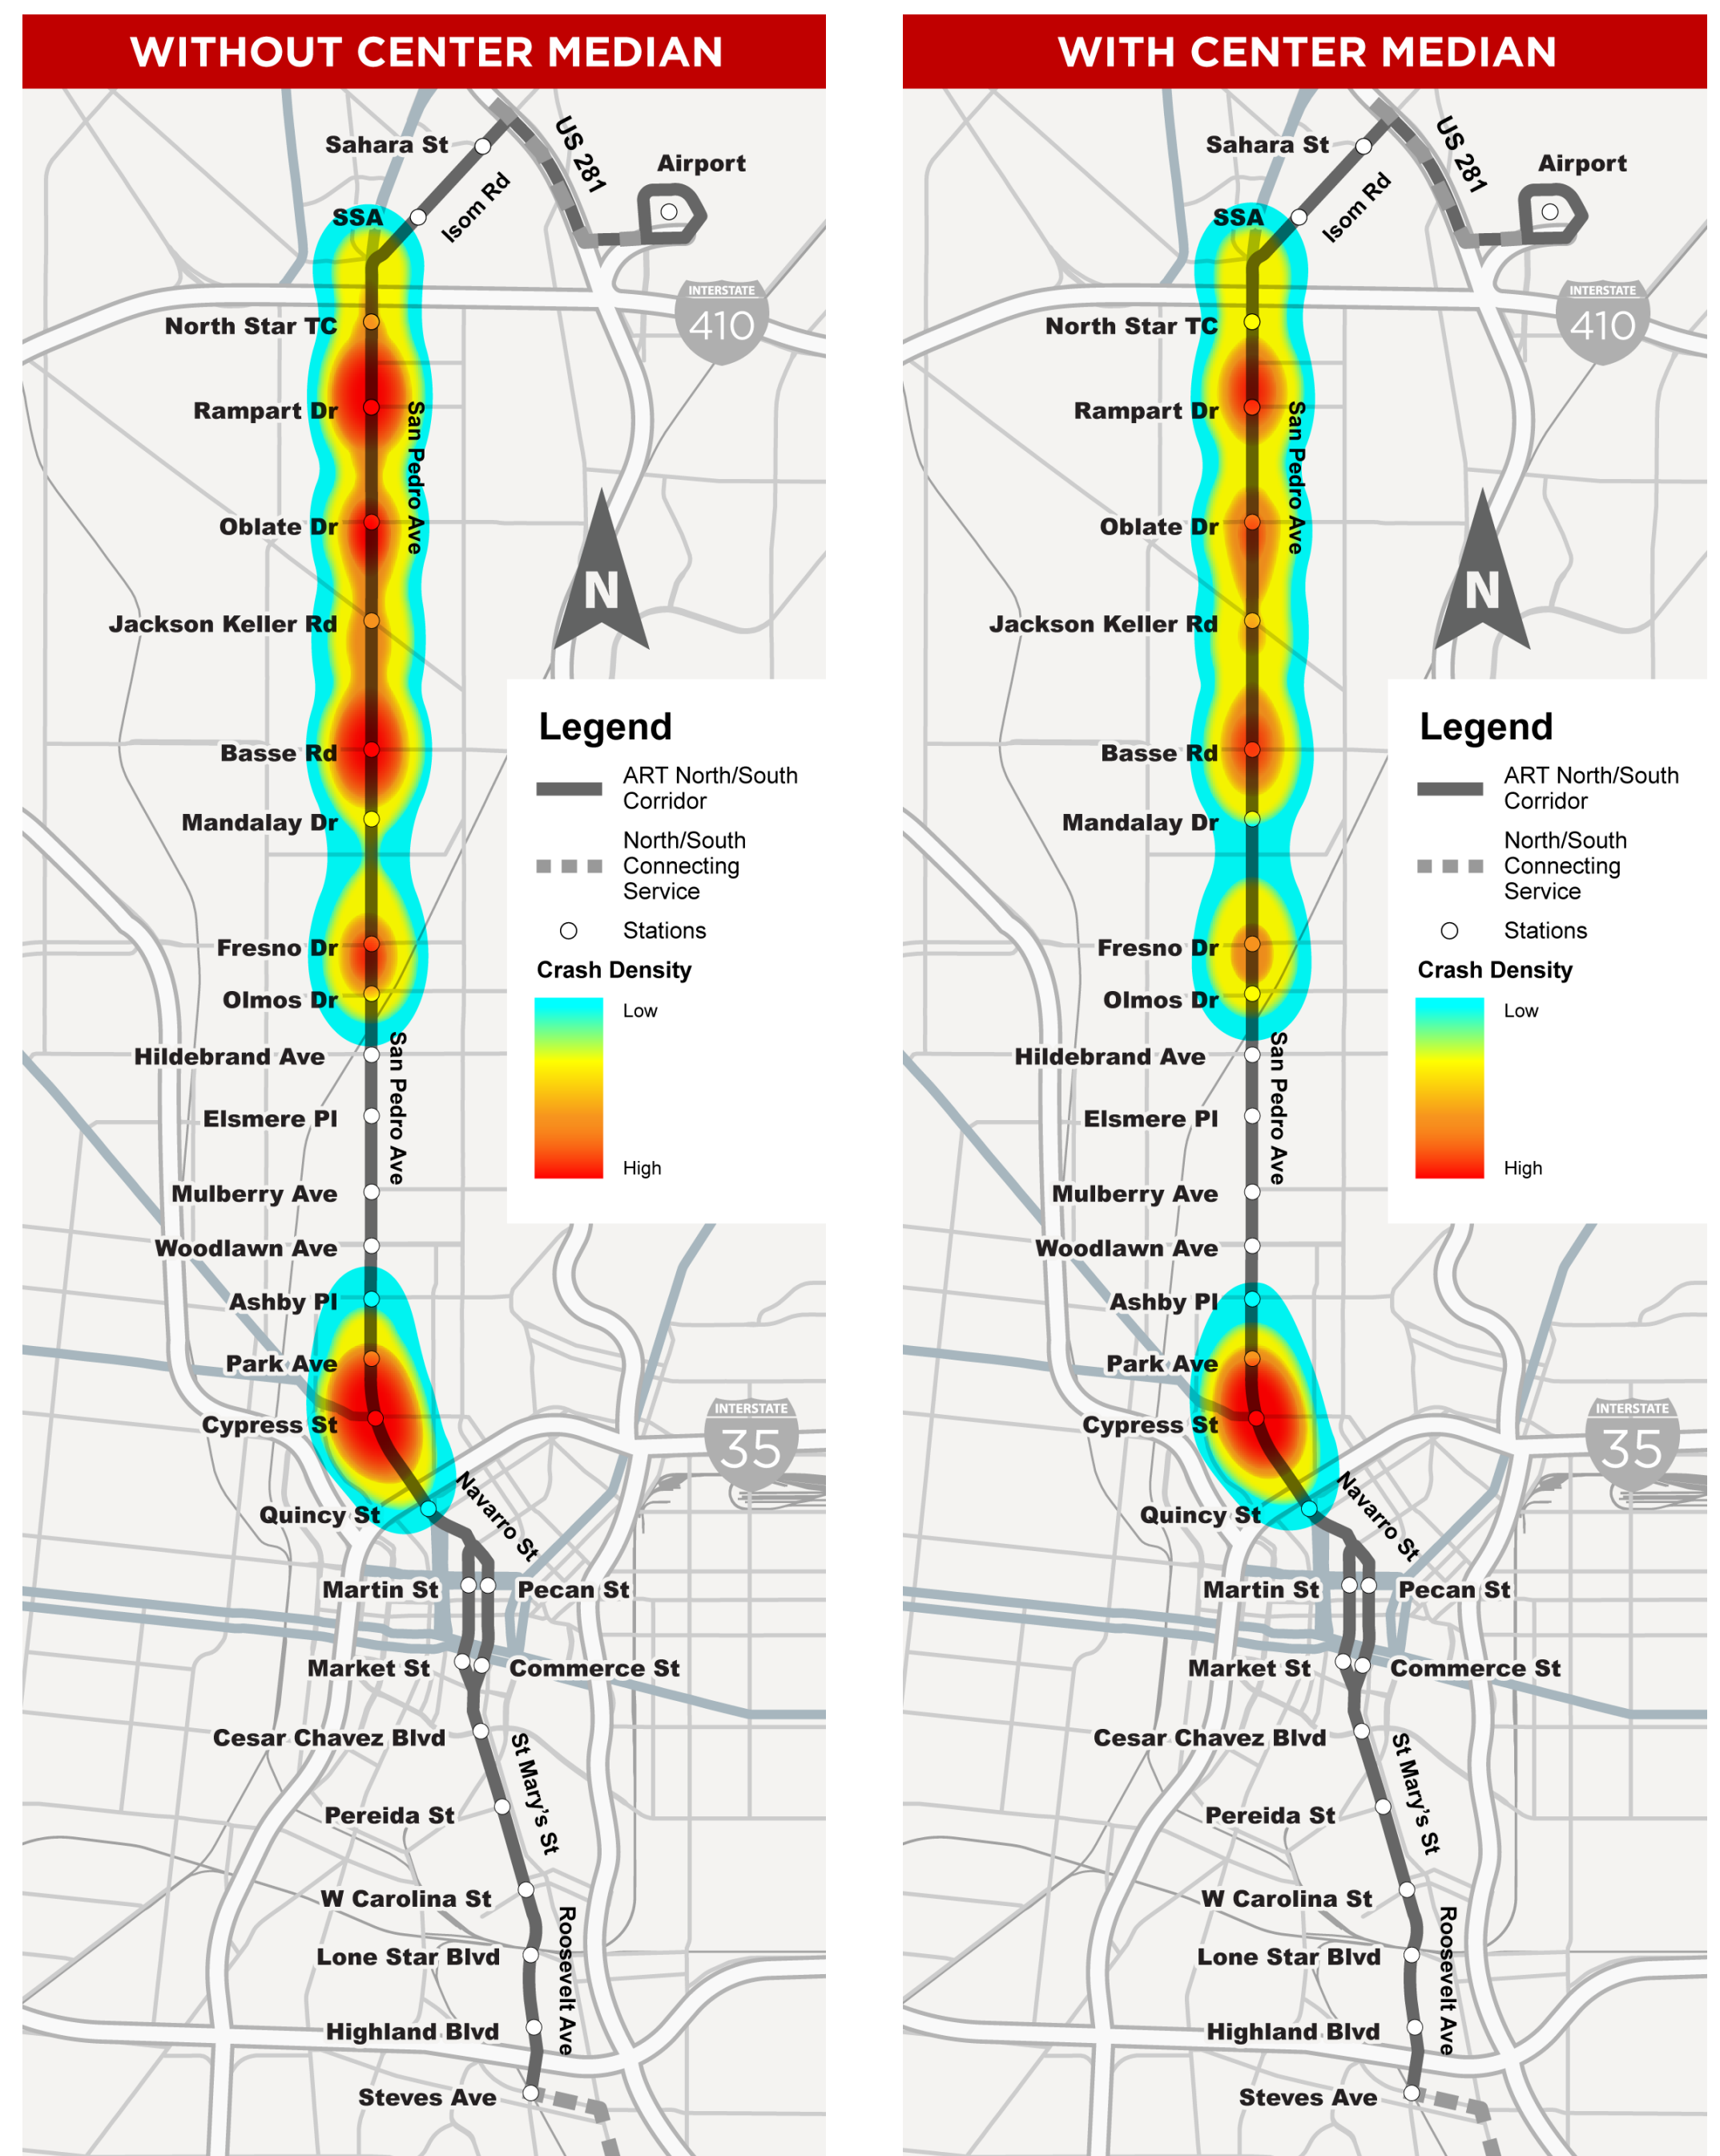 WITHOUT CENTER MEDIAN
Sahara St
US 281
Airport
Isom Rd
SSA
INTERSTATE
410
North Star TC
Rampart Dr
San Pedro Ave
Oblate Dr
N
Jackson Keller Rd
Basse Rd
Mandalay Dr
Fresno Dr
Olmos Dr
Hildebrand Ave
San Pedro Ave
Elsmere Pl
Mulberry Ave
Woodlawn Ave
Ashby Pl
Park Ave
Cypress St
INTERSTATE
35
Quincy St
Navarro St
Martin St
Pecan St
Market St
Commerce St
Cesar Chavez Blvd
St Mary's St
Pereida St
W Carolina St
Roosevelt Ave
Lone Star Blvd
Highland Blvd
Steves Ave
Legend
ART North/South
Corridor
North/South
Connecting
Service
Stations
Crash Density
Low
High
WITH CENTER MEDIAN
Sahara St
US 281
Airport
Isom Rd
SSA
INTERSTATE
410
North Star TC
Rampart Dr
San Pedro Ave
Oblate Dr
N
Jackson Keller Rd
Basse Rd
Mandalay Dr
Fresno Dr
Olmos Dr
Hildebrand Ave
San Pedro Ave
Elsmere Pl
Mulberry Ave
Woodlawn Ave
Ashby Pl
Park Ave
Cypress St
INTERSTATE
35
Quincy St
Navarro St
Martin St
Pecan St
Market St
Commerce St
Cesar Chavez Blvd
St Mary's St
Pereida St
W Carolina St
Roosevelt Ave
Lone Star Blvd
Highland Blvd
Steves Ave
Legend
ART North/South
Corridor
North/South
Connecting
Service
Stations
Crash Density
Low
High